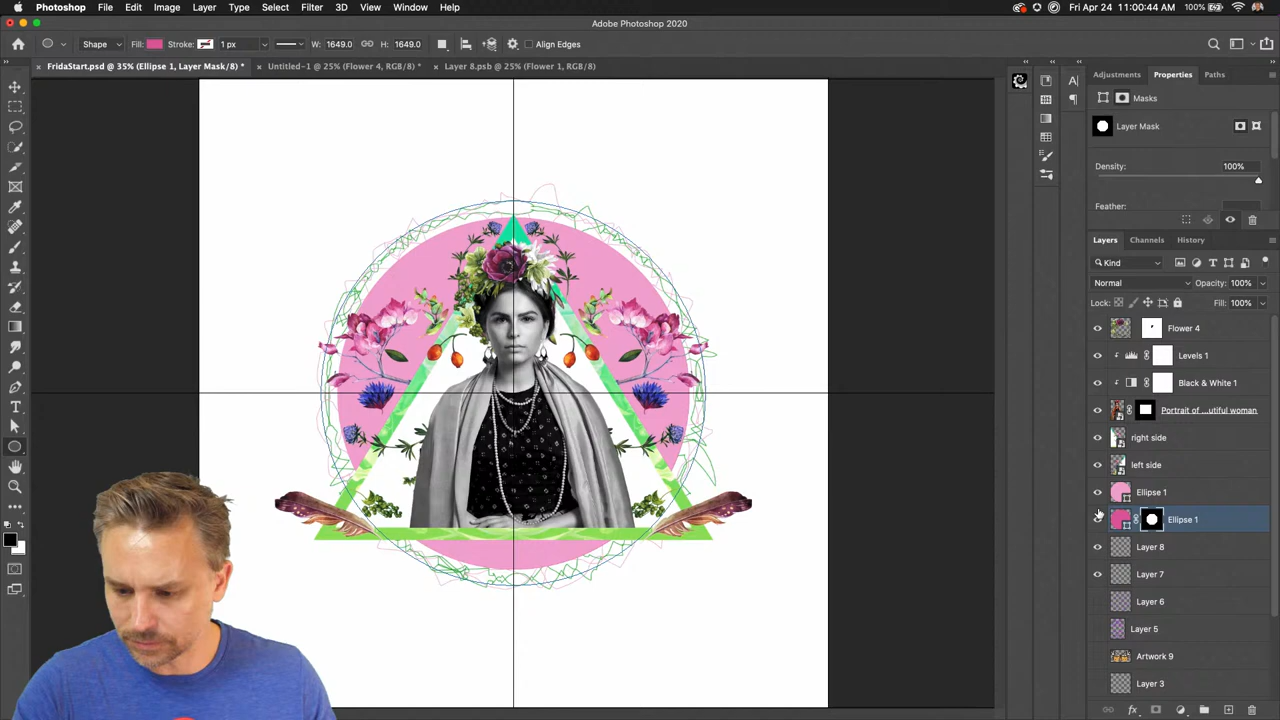 Photoshop File Edit Image Layer Type Select Filter 3D View Window Help 100% Fri Apr 24 11:00:44 AM
Adobe Photoshop 2020
Shape Fill: Stroke: 1 px W: 1649.0 H: 1649.0 Align Edges
× FridaStart.psd @ 35% (Ellipse 1, Layer Mask/8) * × Untitled-1 @ 25% (Flower 4, RGB/8) * × Layer 8.psb @ 25% (Flower 1, RGB/8)
Adjustments Properties Paths
Masks
Layer Mask
Density: 100%
Feather:
Layers Channels History
Kind
Normal Opacity: 100%
Lock: Fill: 100%
Flower 4
Levels 1
Black & White 1
Portrait of ...utiful woman
right side
left side
Ellipse 1
Ellipse 1
Layer 8
Layer 7
Layer 6
Layer 5
Artwork 9
Layer 3
fx